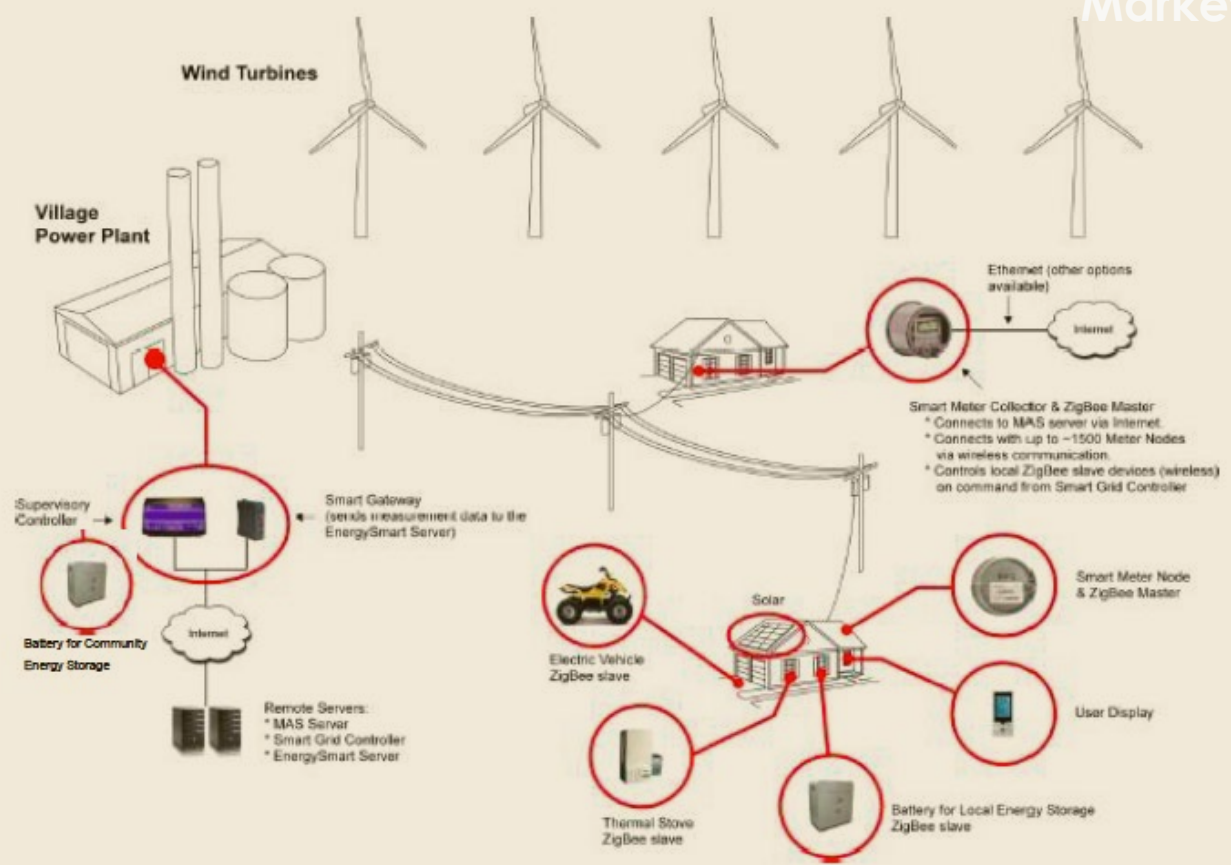 Marke
Wind Turbines
Village
Power Plant
Ethernet (other options
available)
Internet
Smart Meter Collecttor & ZigBee Master
* Connects to MAS server via Internet.
* Connects with up to ~1500 Meter Nodes
via wireless communication.
* Controls local ZigBee slave devices (wireless)
on command from Smart Grid Controller
Supervisory
Controller
Smart Gateway
(sends measurement data to the
EnergySmart Server)
Battery for Community
Energy Storage
Internet
Remote Servers:
* MAS Server
* Smart Grid Controller
* EnergySmart Server
Solar
Electric Vehicle
ZigBee slave
Smart Meter Node
& ZigBee Master
User Display
Thermal Stove
ZigBee slave
Battery for Local Energy Storage
ZigBee slave